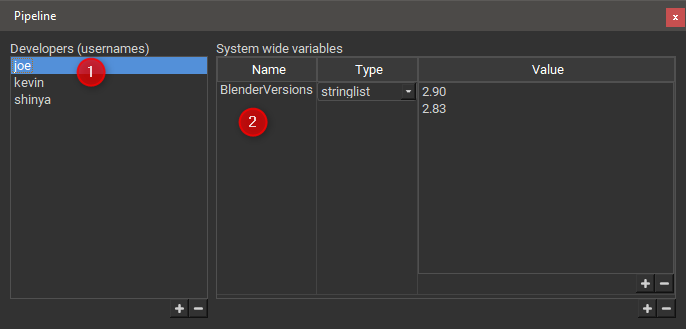 Pipeline
x
Developers (usernames)
joe
kevin
shinya
1
System wide variables
Name Type Value
BlenderVersions stringlist 2.90
2.83
2